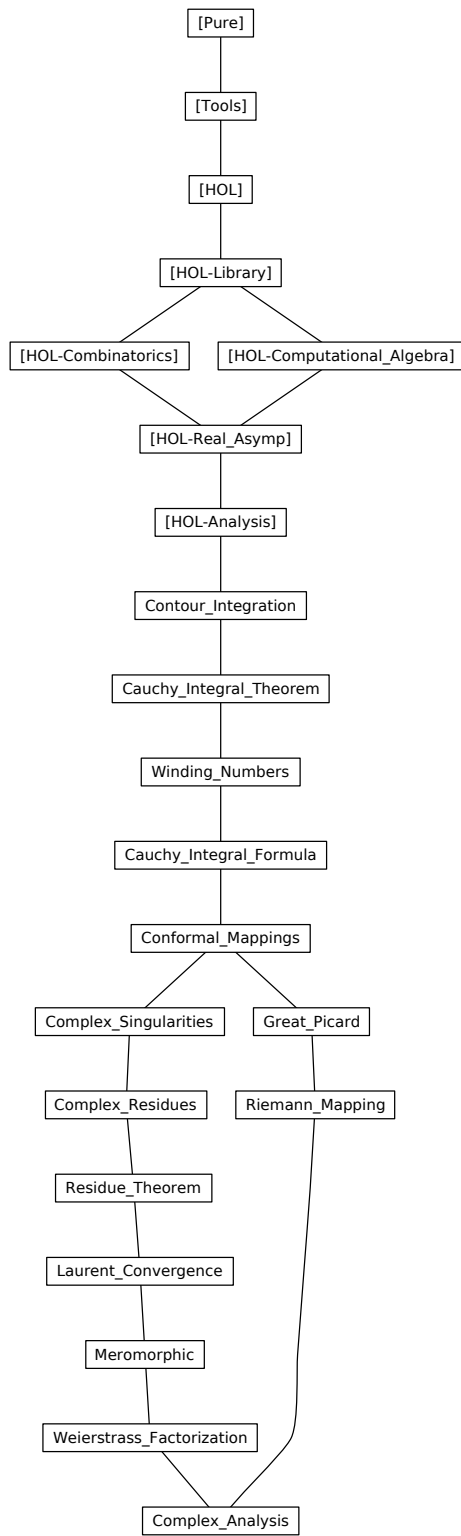 [Pure]
[Tools]
[HOL]
[HOL-Library]
[HOL-Combinatorics]
[HOL-Computational_Algebra]
[HOL-Real_Asymp]
[HOL-Analysis]
Contour_Integration
Cauchy_Integral_Theorem
Winding_Numbers
Cauchy_Integral_Formula
Conformal_Mappings
Complex_Singularities
Great_Picard
Complex_Residues
Riemann_Mapping
Residue_Theorem
Laurent_Convergence
Meromorphic
Weierstrass_Factorization
Complex_Analysis